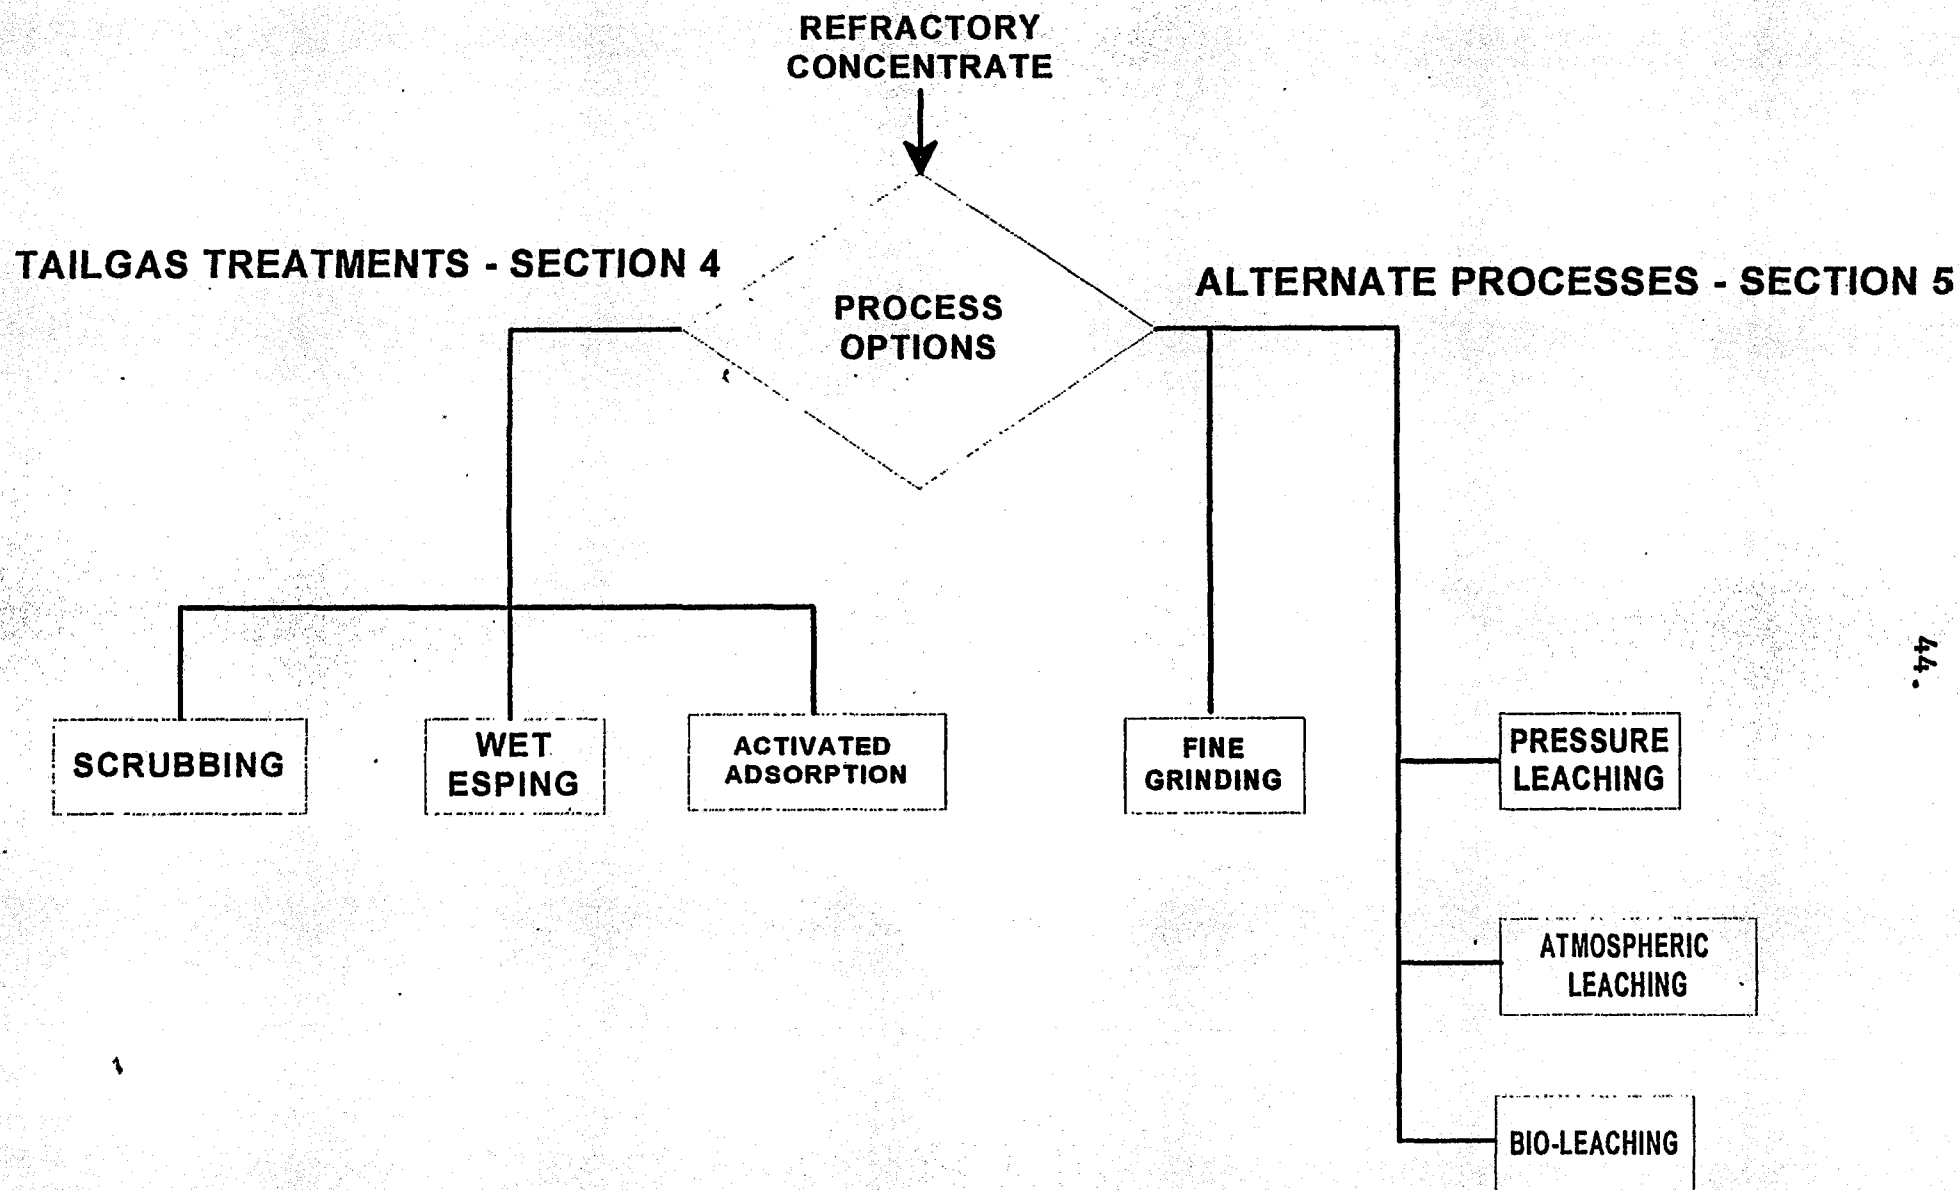 REFRACTORY
CONCENTRATE
TAILGAS TREATMENTS - SECTION 4
ALTERNATE PROCESSES - SECTION 5
PROCESS
OPTIONS
44.
SCRUBBING
WET
ESPING
ACTIVATED
ADSORPTION
FINE
GRINDING
PRESSURE
LEACHING
ATMOSPHERIC
LEACHING
BIO-LEACHING